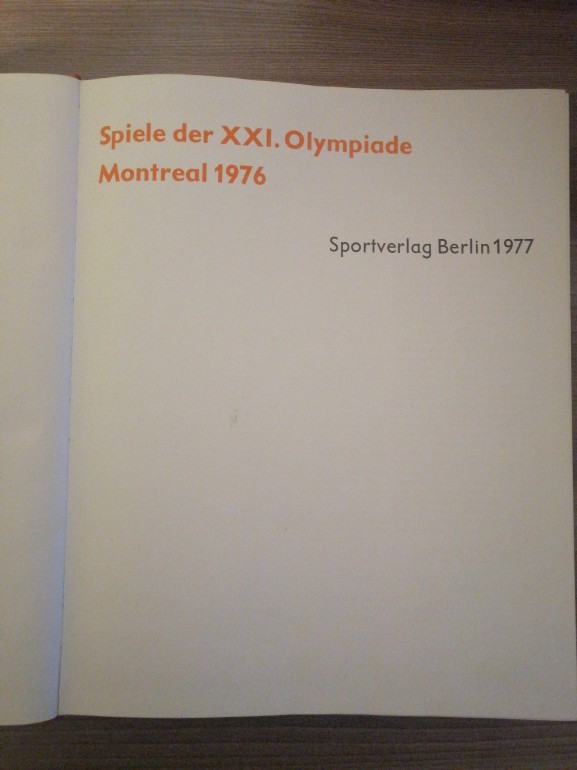 Spiele der XXI. Olympiade
Montreal 1976
Sportverlag Berlin 1977